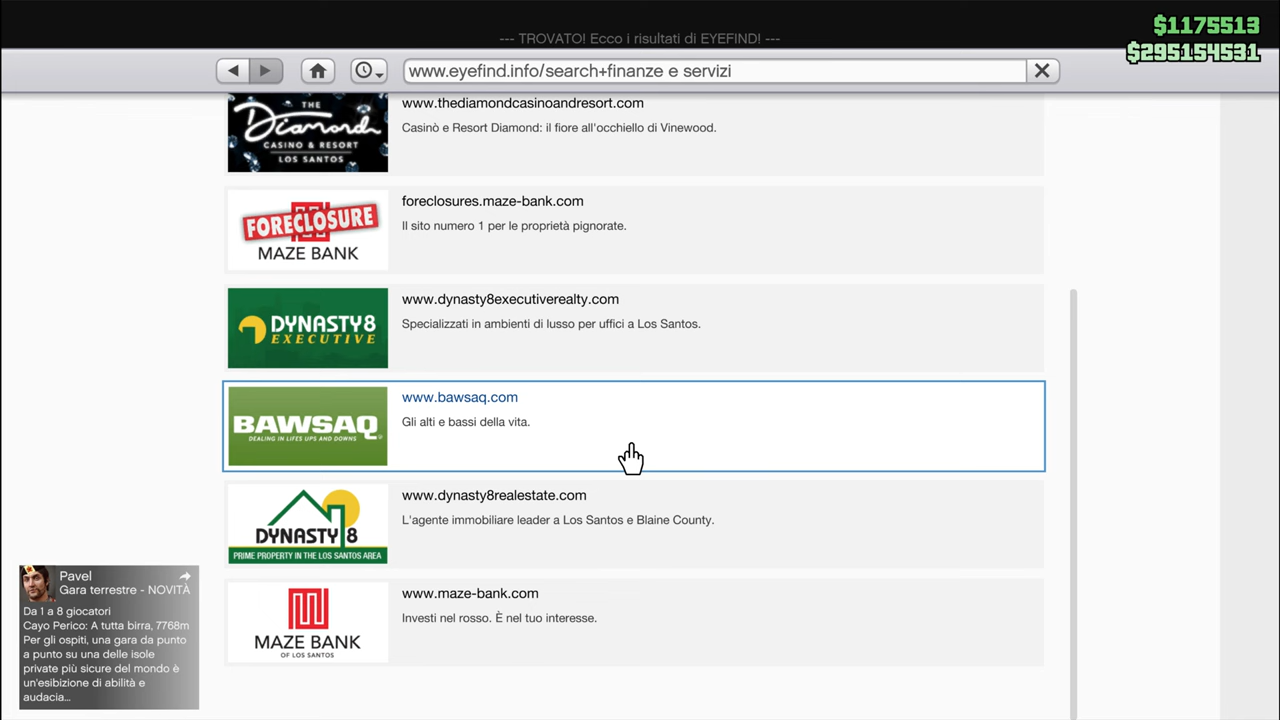 $1175513
$295154531
--- TROVATO! Ecco i risultati di EYEFIND! ---
www.eyefind.info/search+finanze e servizi
THE
Diamond
CASINO & RESORT
LOS SANTOS
www.thediamondcasinoandresort.com
Casinò e Resort Diamond: il fiore all'occhiello di Vinewood.
FORECLOSURE
MAZE BANK
foreclosures.maze-bank.com
Il sito numero 1 per le proprietà pignorate.
DYNASTY8
EXECUTIVE
www.dynasty8executiverealty.com
Specializzati in ambienti di lusso per uffici a Los Santos.
BAWSAQ
DEALING IN LIFES UPS AND DOWNS
www.bawsaq.com
Gli alti e bassi della vita.
DYNASTY 8
PRIME PROPERTY IN THE LOS SANTOS AREA
www.dynasty8realestate.com
L'agente immobiliare leader a Los Santos e Blaine County.
MAZE BANK
OF LOS SANTOS
www.maze-bank.com
Investi nel rosso. È nel tuo interesse.
Pavel
Gara terrestre - NOVITÀ
Da 1 a 8 giocatori
Cayo Perico: A tutta birra, 7768m
Per gli ospiti, una gara da punto
a punto su una delle isole
private più sicure del mondo è
un'esibizione di abilità e
audacia...